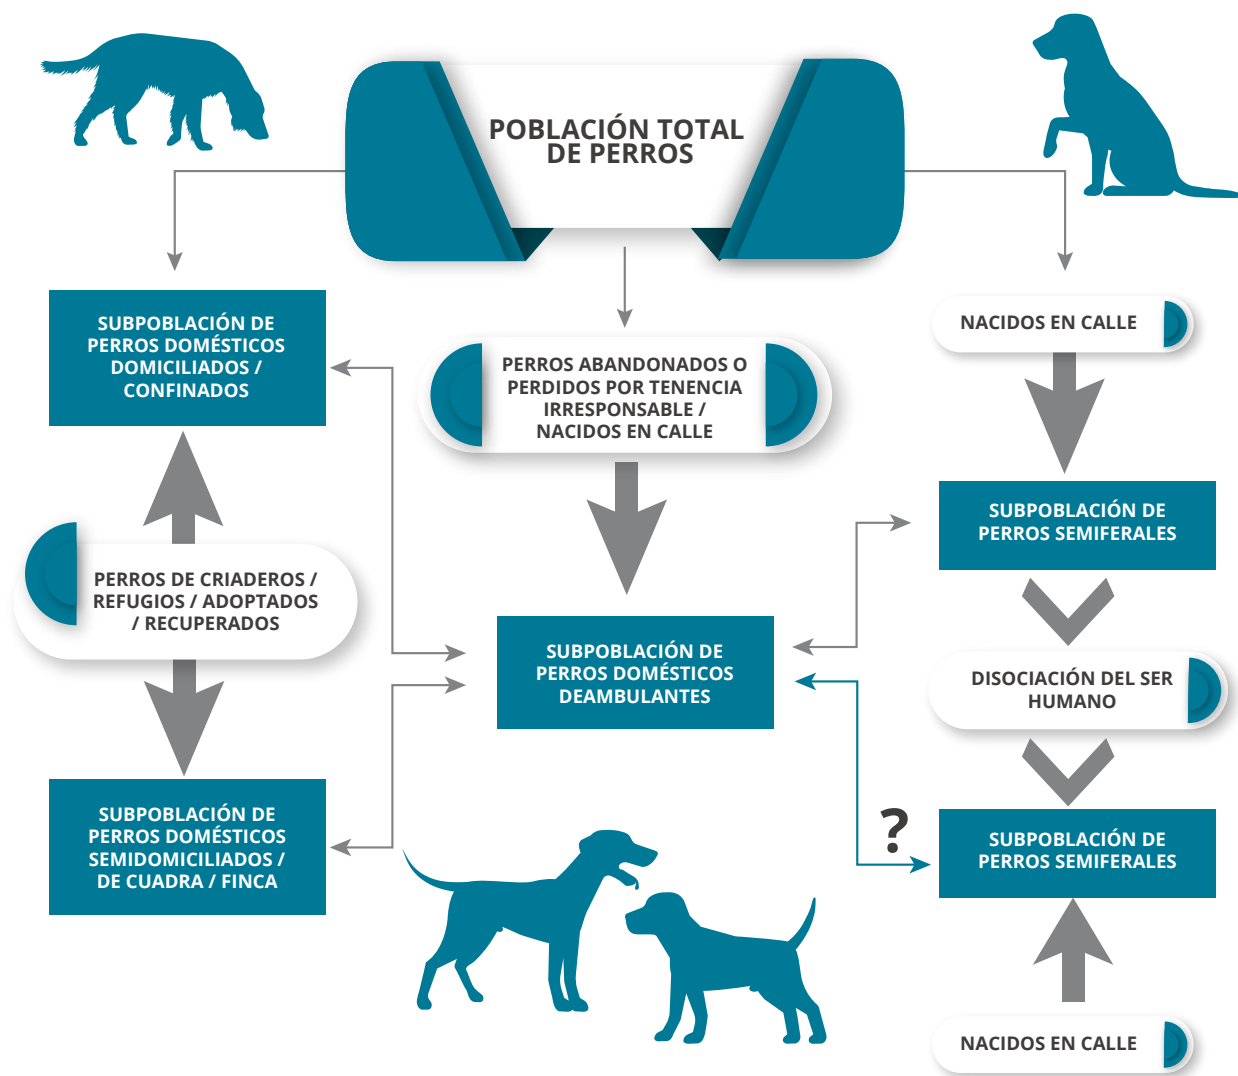 POBLACIÓN TOTAL
DE PERROS
SUBPOBLACIÓN DE
PERROS DOMÉSTICOS
DOMICILIADOS /
CONFINADOS
PERROS ABANDONADOS O
PERDIDOS POR TENENCIA
IRRESPONSABLE /
NACIDOS EN CALLE
NACIDOS EN CALLE
SUBPOBLACIÓN DE
PERROS SEMIFERALES
PERROS DE CRIADEROS /
REFUGIOS / ADOPTADOS
/ RECUPERADOS
SUBPOBLACIÓN DE
PERROS DOMÉSTICOS
DEAMBULANTES
DISOCIACIÓN DEL SER
HUMANO
SUBPOBLACIÓN DE
PERROS DOMÉSTICOS
SEMIDOMICILIADOS /
DE CUADRA / FINCA
?
SUBPOBLACIÓN DE
PERROS SEMIFERALES
NACIDOS EN CALLE